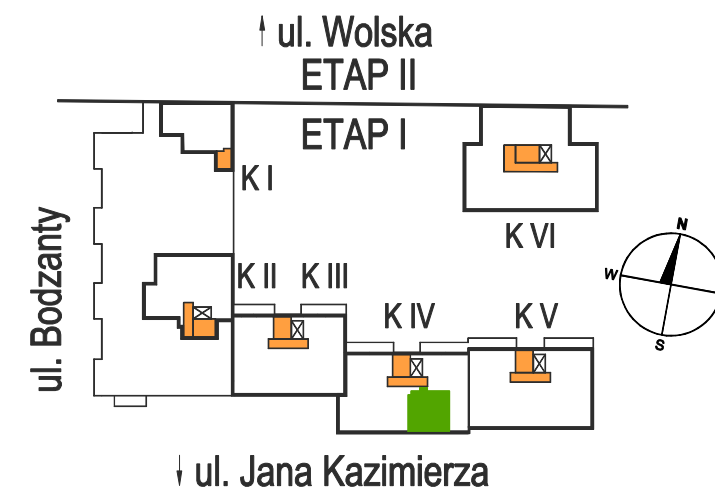 ul. Wolska
ETAP II
ETAP I
K I
K VI
ul. Bodzanty
K II
K III
K IV
K V
N
W
S
ul. Jana Kazimierza